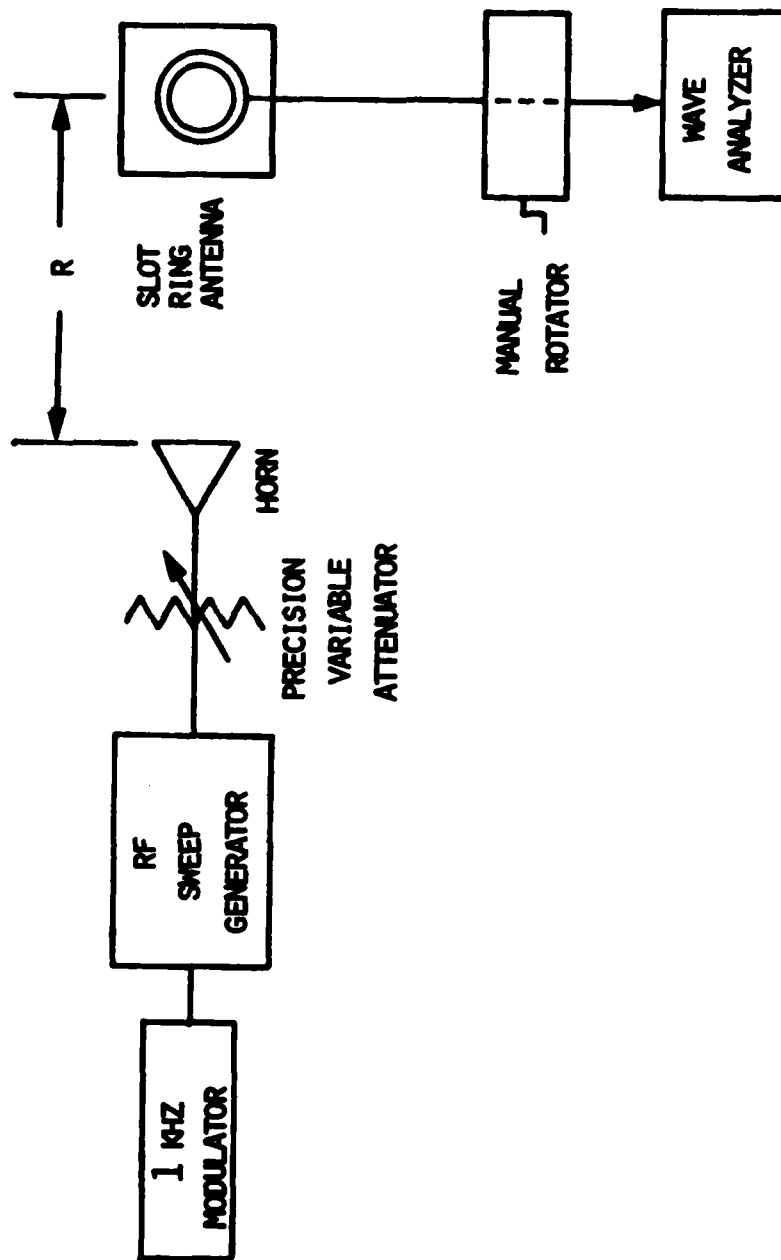 1 KHZ
MODULATOR
RF
SWEEP
GENERATOR
PRECISION
VARIABLE
ATTENUATOR
HORN
R
SLOT
RING
ANTENNA
MANUAL
ROTATOR
WAVE
ANALYZER